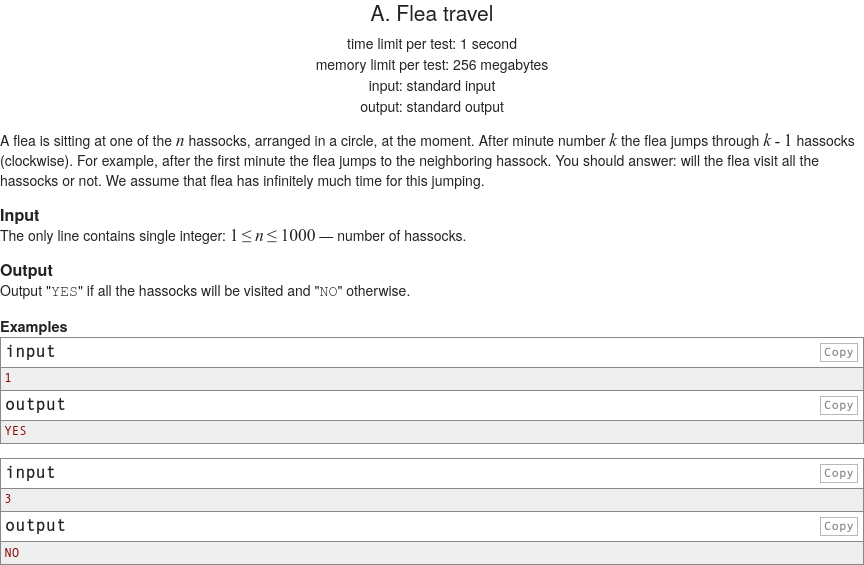 A. Flea travel
time limit per test: 1 second
memory limit per test: 256 megabytes
input: standard input
output: standard output
A flea is sitting at one of the n hassocks, arranged in a circle, at the moment. After minute number k the flea jumps through k - 1 hassocks
(clockwise). For example, after the first minute the flea jumps to the neighboring hassock. You should answer: will the flea visit all the
hassocks or not. We assume that flea has infinitely much time for this jumping.
Input
The only line contains single integer: 1 ≤ n ≤ 1000 — number of hassocks.
Output
Output "YES" if all the hassocks will be visited and "NO" otherwise.
Examples
input Copy
1
output Copy
YES
input Copy
3
output Copy
NO